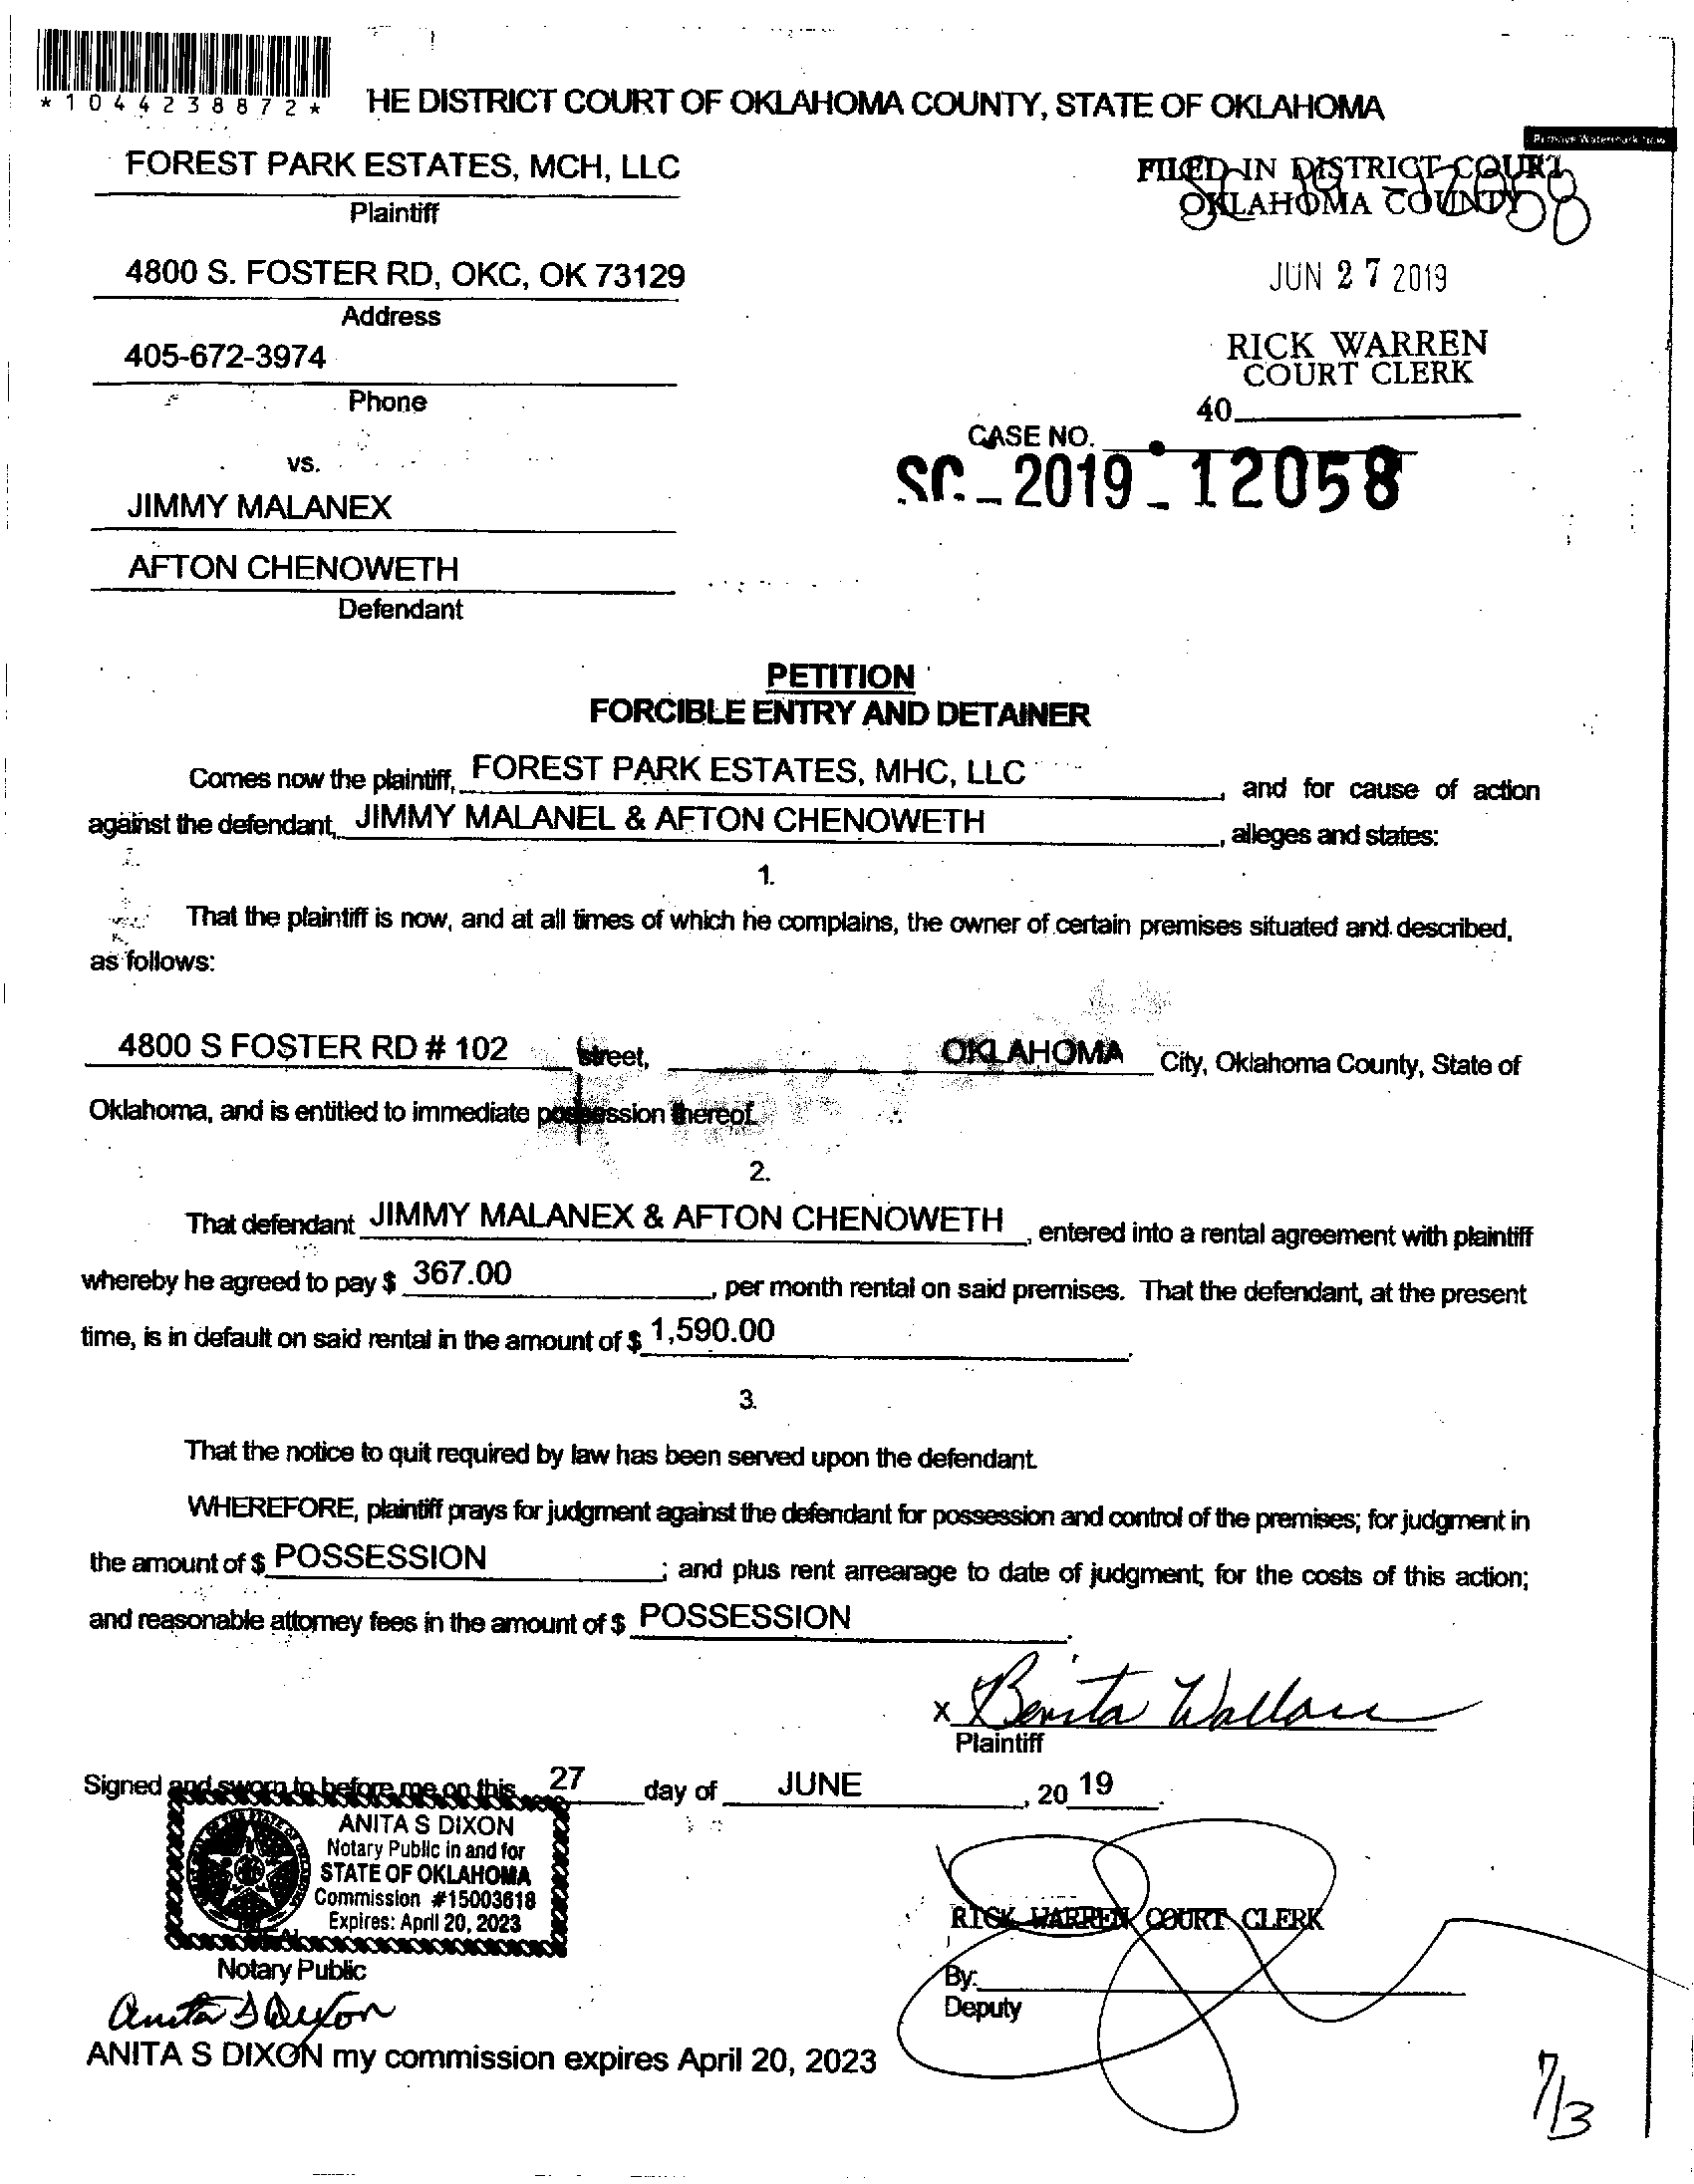 *1044238872*
HE DISTRICT COURT OF OKLAHOMA COUNTY, STATE OF OKLAHOMA
Remove Watermark Now
FOREST PARK ESTATES, MCH, LLC
Plaintiff
FILED IN DISTRICT COURT
OKLAHOMA COUNTY
SC 19-12058
4800 S. FOSTER RD, OKC, OK 73129
Address
JUN 27 2019
405-672-3974
Phone
RICK WARREN
COURT CLERK
40
CASE NO.
SC - 2019 - 12058
vs.
JIMMY MALANEX
AFTON CHENOWETH
Defendant
PETITION
FORCIBLE ENTRY AND DETAINER
Comes now the plaintiff, FOREST PARK ESTATES, MHC, LLC, and for cause of action
against the defendant, JIMMY MALANEL & AFTON CHENOWETH, alleges and states:
1.
That the plaintiff is now, and at all times of which he complains, the owner of certain premises situated and described,
as follows:
4800 S FOSTER RD # 102 street, OKLAHOMA City, Oklahoma County, State of
Oklahoma, and is entitled to immediate possession thereof.
2.
That defendant JIMMY MALANEX & AFTON CHENOWETH, entered into a rental agreement with plaintiff
whereby he agreed to pay $ 367.00, per month rental on said premises. That the defendant, at the present
time, is in default on said rental in the amount of $ 1,590.00.
3.
That the notice to quit required by law has been served upon the defendant.
WHEREFORE, plaintiff prays for judgment against the defendant for possession and control of the premises; for judgment in
the amount of $ POSSESSION; and plus rent arrearage to date of judgment; for the costs of this action;
and reasonable attorney fees in the amount of $ POSSESSION.
x Benita Wallace
Plaintiff
Signed and sworn to before me on this 27 day of JUNE, 20 19.
ANITA S DIXON
Notary Public in and for
STATE OF OKLAHOMA
Commission #15003618
Expires: April 20, 2023
Notary Public
Anita S Dixon
ANITA S DIXON my commission expires April 20, 2023
RICK WARREN COURT CLERK
By:
Deputy
7/3